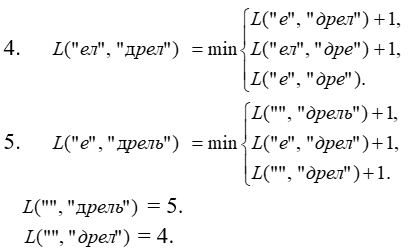 L("е", "дрел") + 1,
4. L("ел", "дрел") = min { L("ел", "дре") + 1,
L("е", "дре").
L("", "дрель") + 1,
5. L("е", "дрель") = min { L("е", "дрел") + 1,
L("", "дрел") + 1.
L("", "дрель") = 5.
L("", "дрел") = 4.